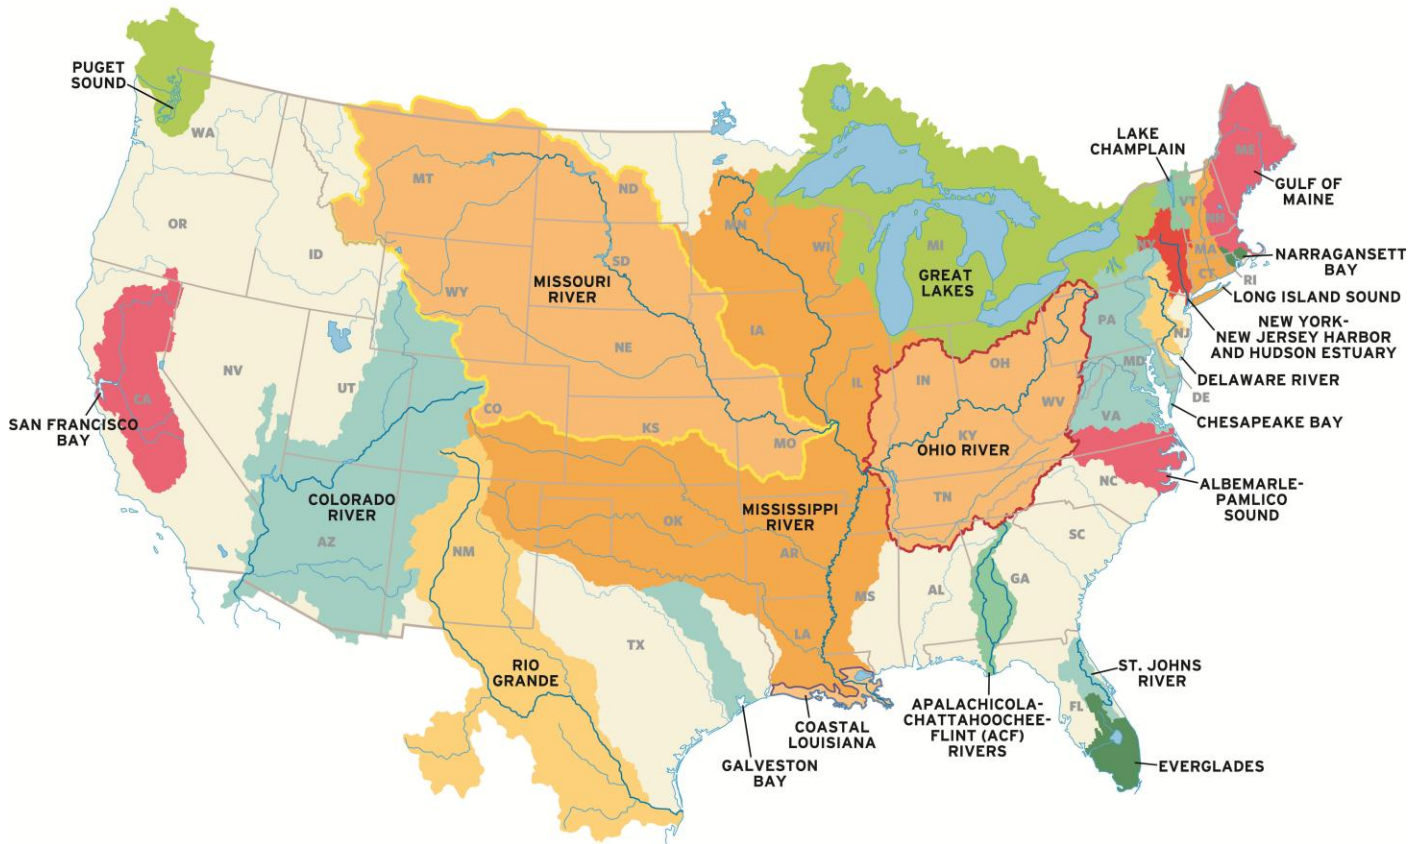 PUGET
SOUND
WA
MT
ND
MN
LAKE
CHAMPLAIN
ME
GULF OF
MAINE
VT
NH
OR
ID
SD
WI
MI
NY
MA
NARRAGANSETT
BAY
CT
RI
MISSOURI
RIVER
GREAT
LAKES
LONG ISLAND SOUND
WY
IA
PA
NJ
NEW YORK-
NEW JERSEY HARBOR
AND HUDSON ESTUARY
NV
UT
NE
IL
IN
OH
MD
DELAWARE RIVER
DE
CA
SAN FRANCISCO
BAY
CO
KS
MO
KY
WV
VA
CHESAPEAKE BAY
OHIO RIVER
COLORADO
RIVER
AZ
NM
OK
MISSISSIPPI
RIVER
AR
TN
NC
ALBEMARLE-
PAMLICO
SOUND
SC
MS
AL
GA
TX
LA
RIO
GRANDE
ST. JOHNS
RIVER
FL
APALACHICOLA-
CHATTAHOOCHEE-
FLINT (ACF)
RIVERS
COASTAL
LOUISIANA
GALVESTON
BAY
EVERGLADES